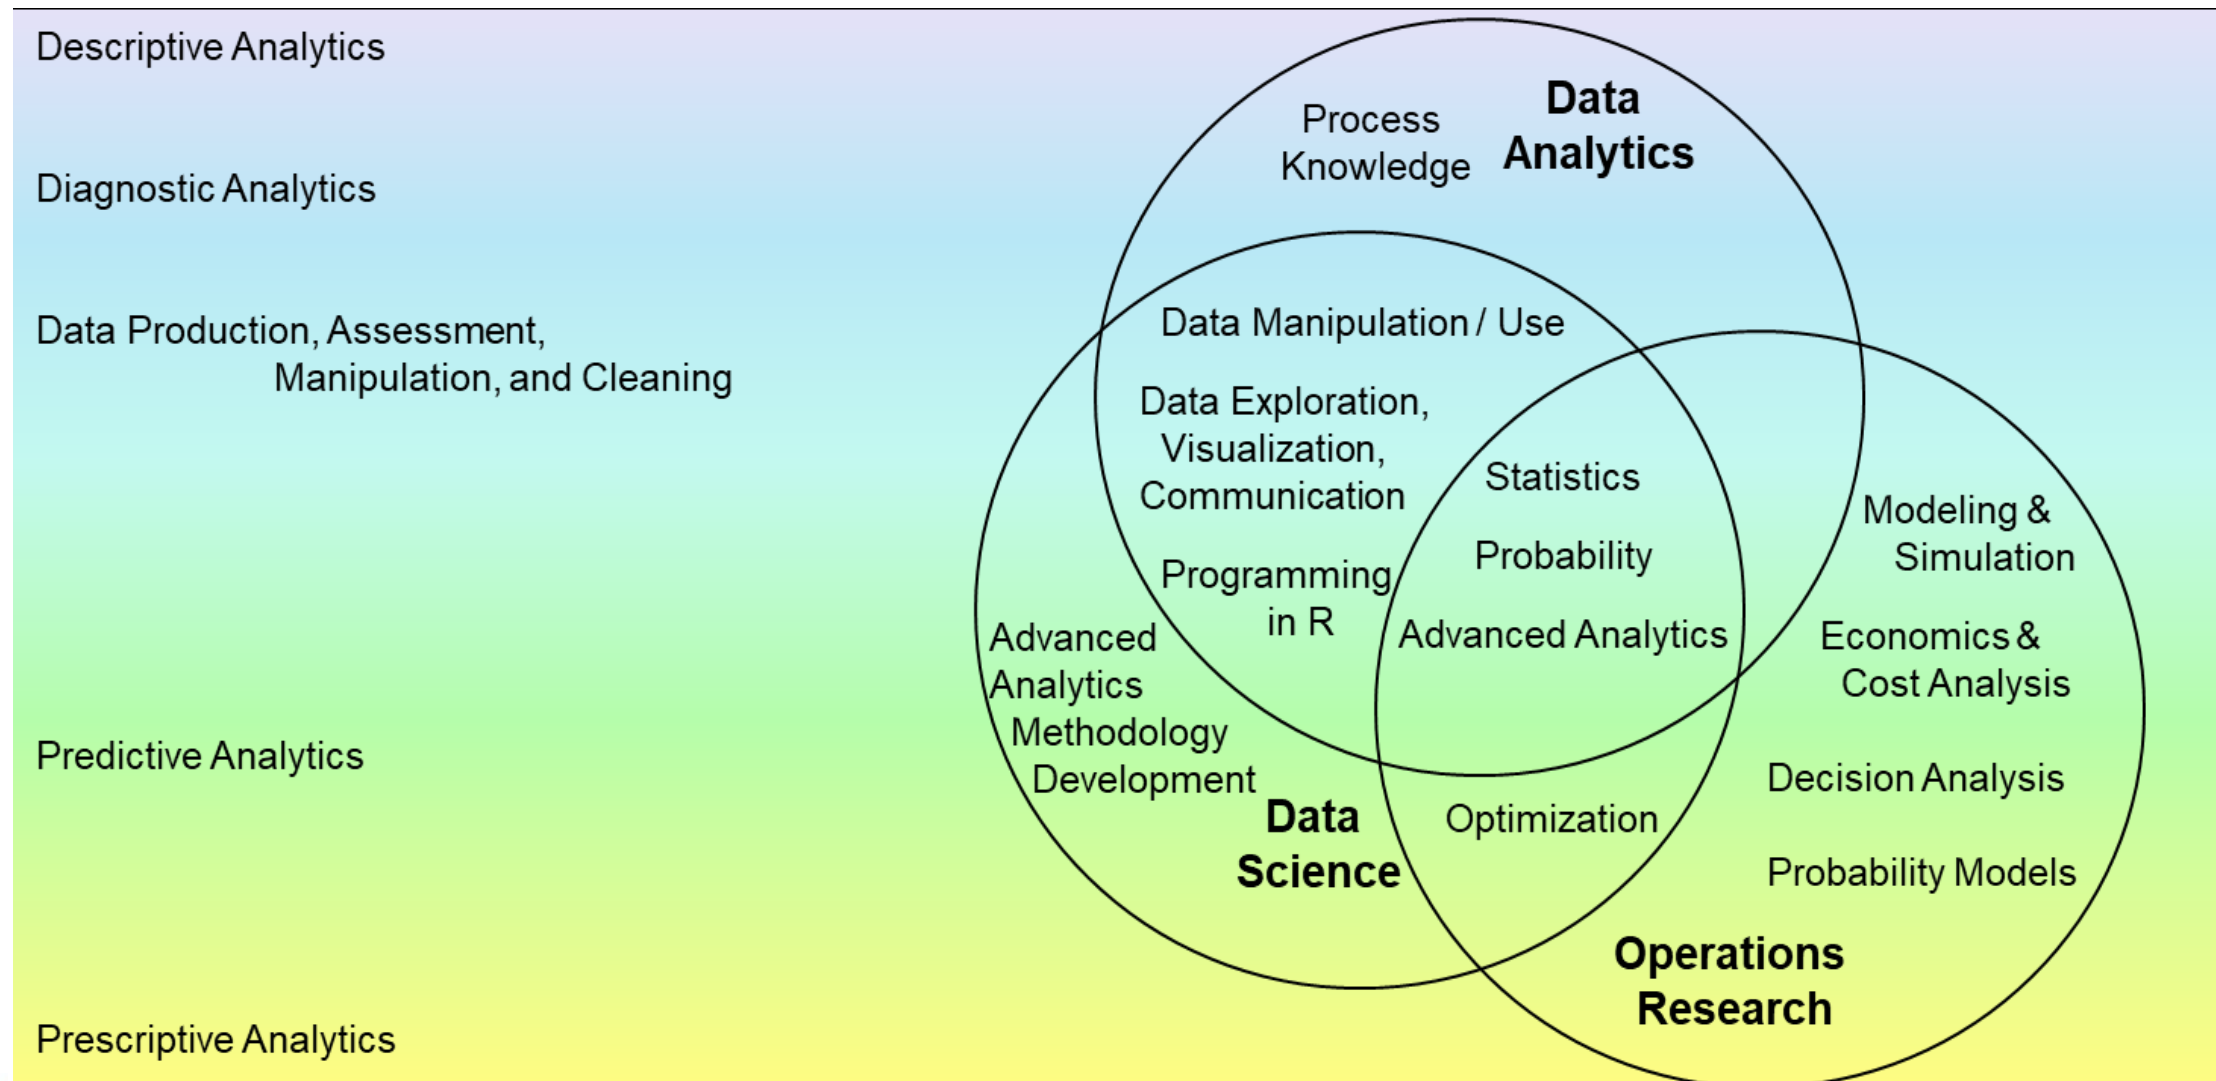 Descriptive Analytics
Diagnostic Analytics
Data Production, Assessment,
Manipulation, and Cleaning
Predictive Analytics
Prescriptive Analytics
Data
Analytics
Process
Knowledge
Data Manipulation / Use
Data Exploration,
Visualization,
Communication
Programming
in R
Statistics
Probability
Advanced Analytics
Modeling &
Simulation
Economics &
Cost Analysis
Decision Analysis
Probability Models
Advanced
Analytics
Methodology
Development
Data
Science
Optimization
Operations
Research